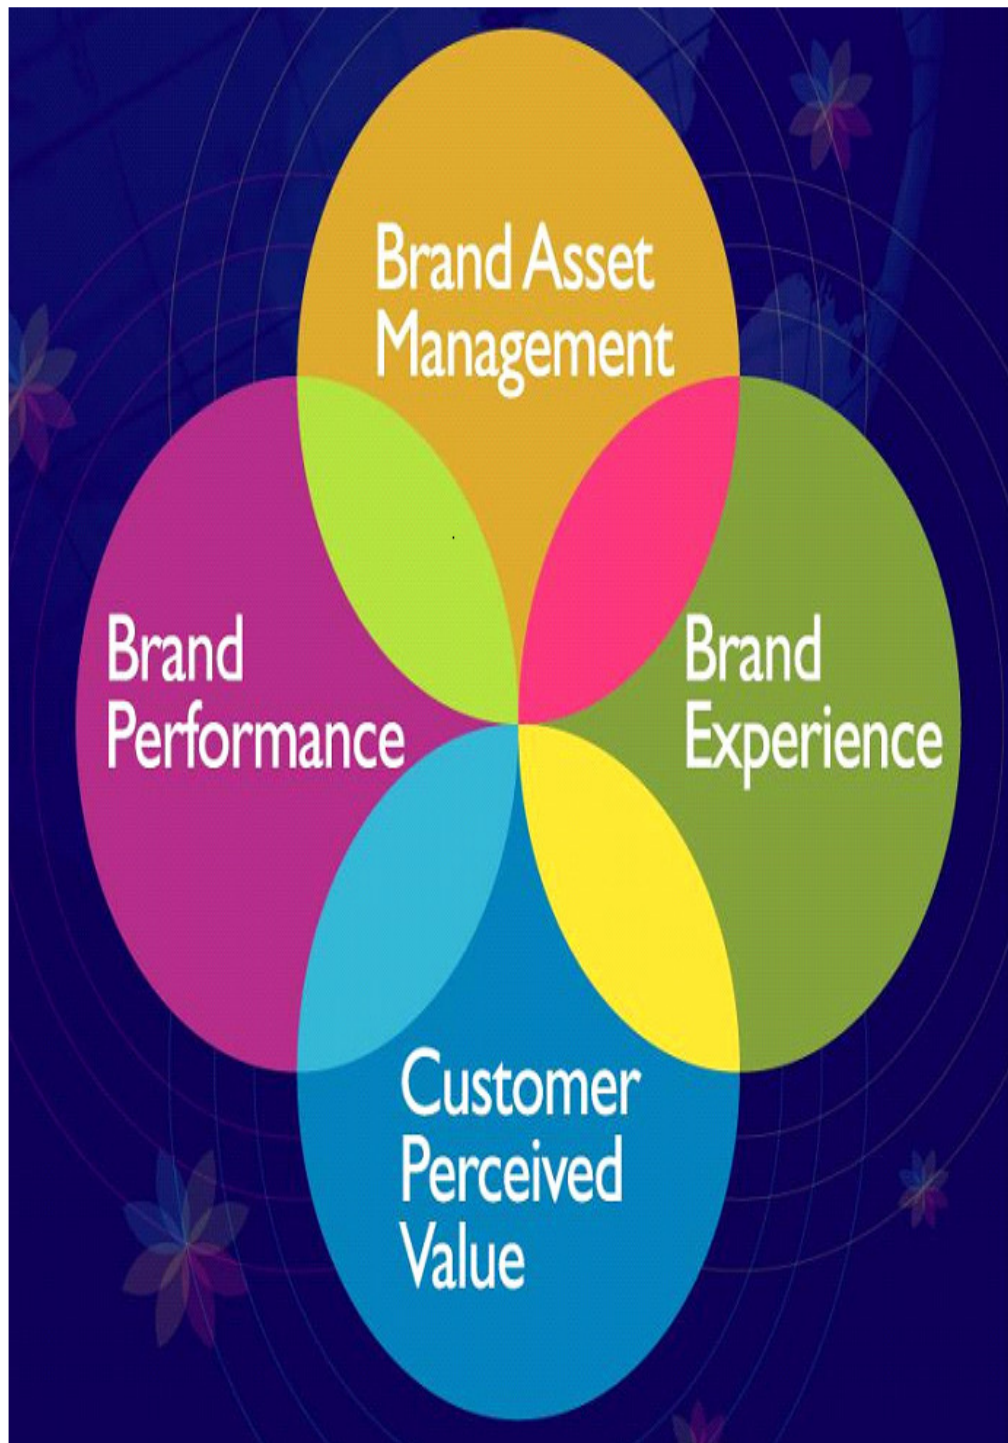 Brand Asset
Management
Brand
Performance
Brand
Experience
Customer
Perceived
Value